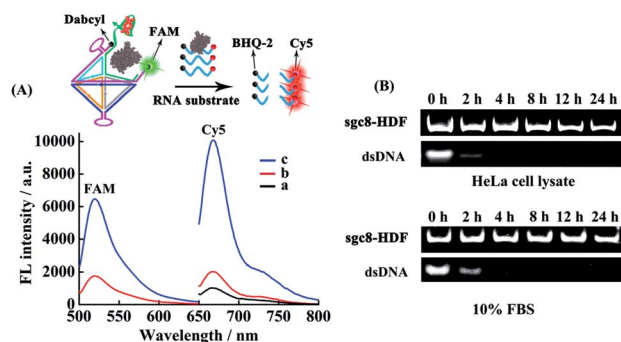 Dabcyl
FAM
(A)
RNA substrate
BHQ-2 Cy5
FL intensity / a.u.
10000
8000
6000
4000
2000
0
FAM
Cy5
c
b
a
500 550 600 650 700 750 800
Wavelength / nm
(B)
0 h 2 h 4 h 8 h 12 h 24 h
sgc8-HDF
dsDNA
HeLa cell lysate
0 h 2 h 4 h 8 h 12 h 24 h
sgc8-HDF
dsDNA
10% FBS